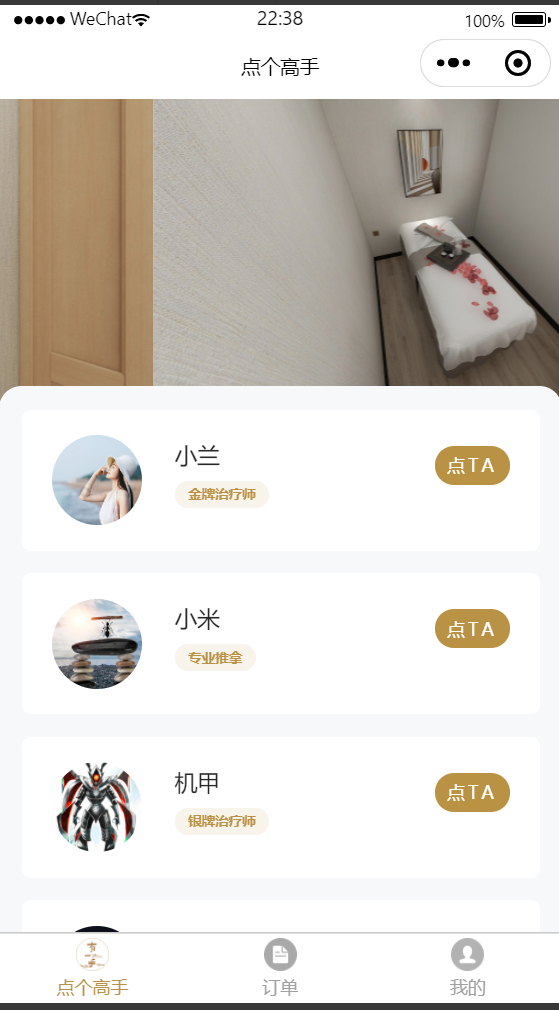 WeChat
22:38
100%
点个高手
小兰
金牌治疗师
点TA
小米
专业推拿
点TA
机甲
银牌治疗师
点TA
点个高手
订单
我的